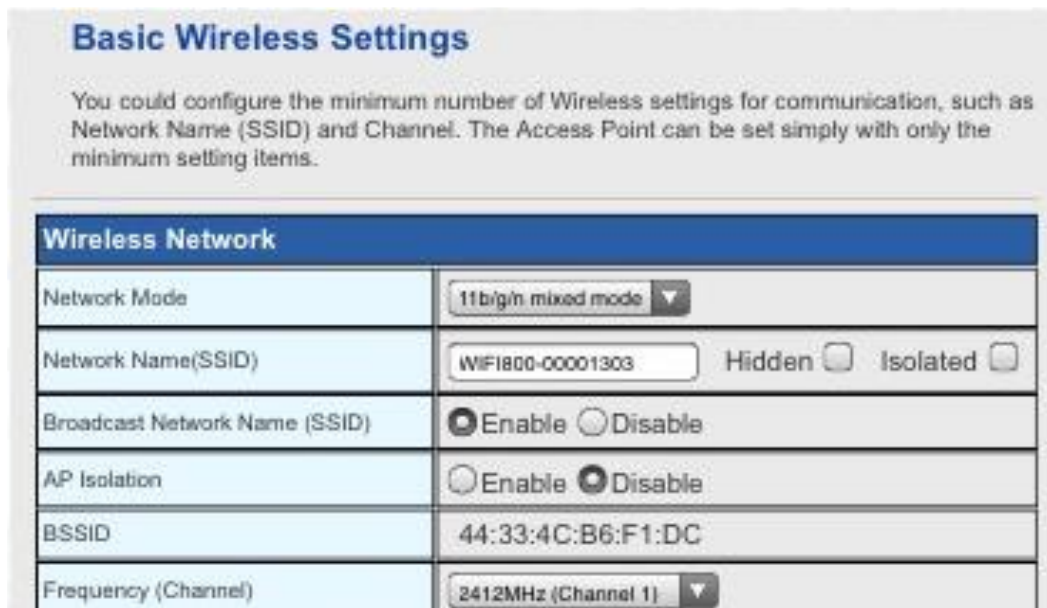 Basic Wireless Settings
You could configure the minimum number of Wireless settings for communication, such as
Network Name (SSID) and Channel. The Access Point can be set simply with only the
minimum setting items.
Wireless Network
Network Mode 11b/g/n mixed mode
Network Name(SSID) WIFI800-00001303 Hidden Isolated
Broadcast Network Name (SSID) Enable Disable
AP Isolation Enable Disable
BSSID 44:33:4C:B6:F1:DC
Frequency (Channel) 2412MHz (Channel 1)